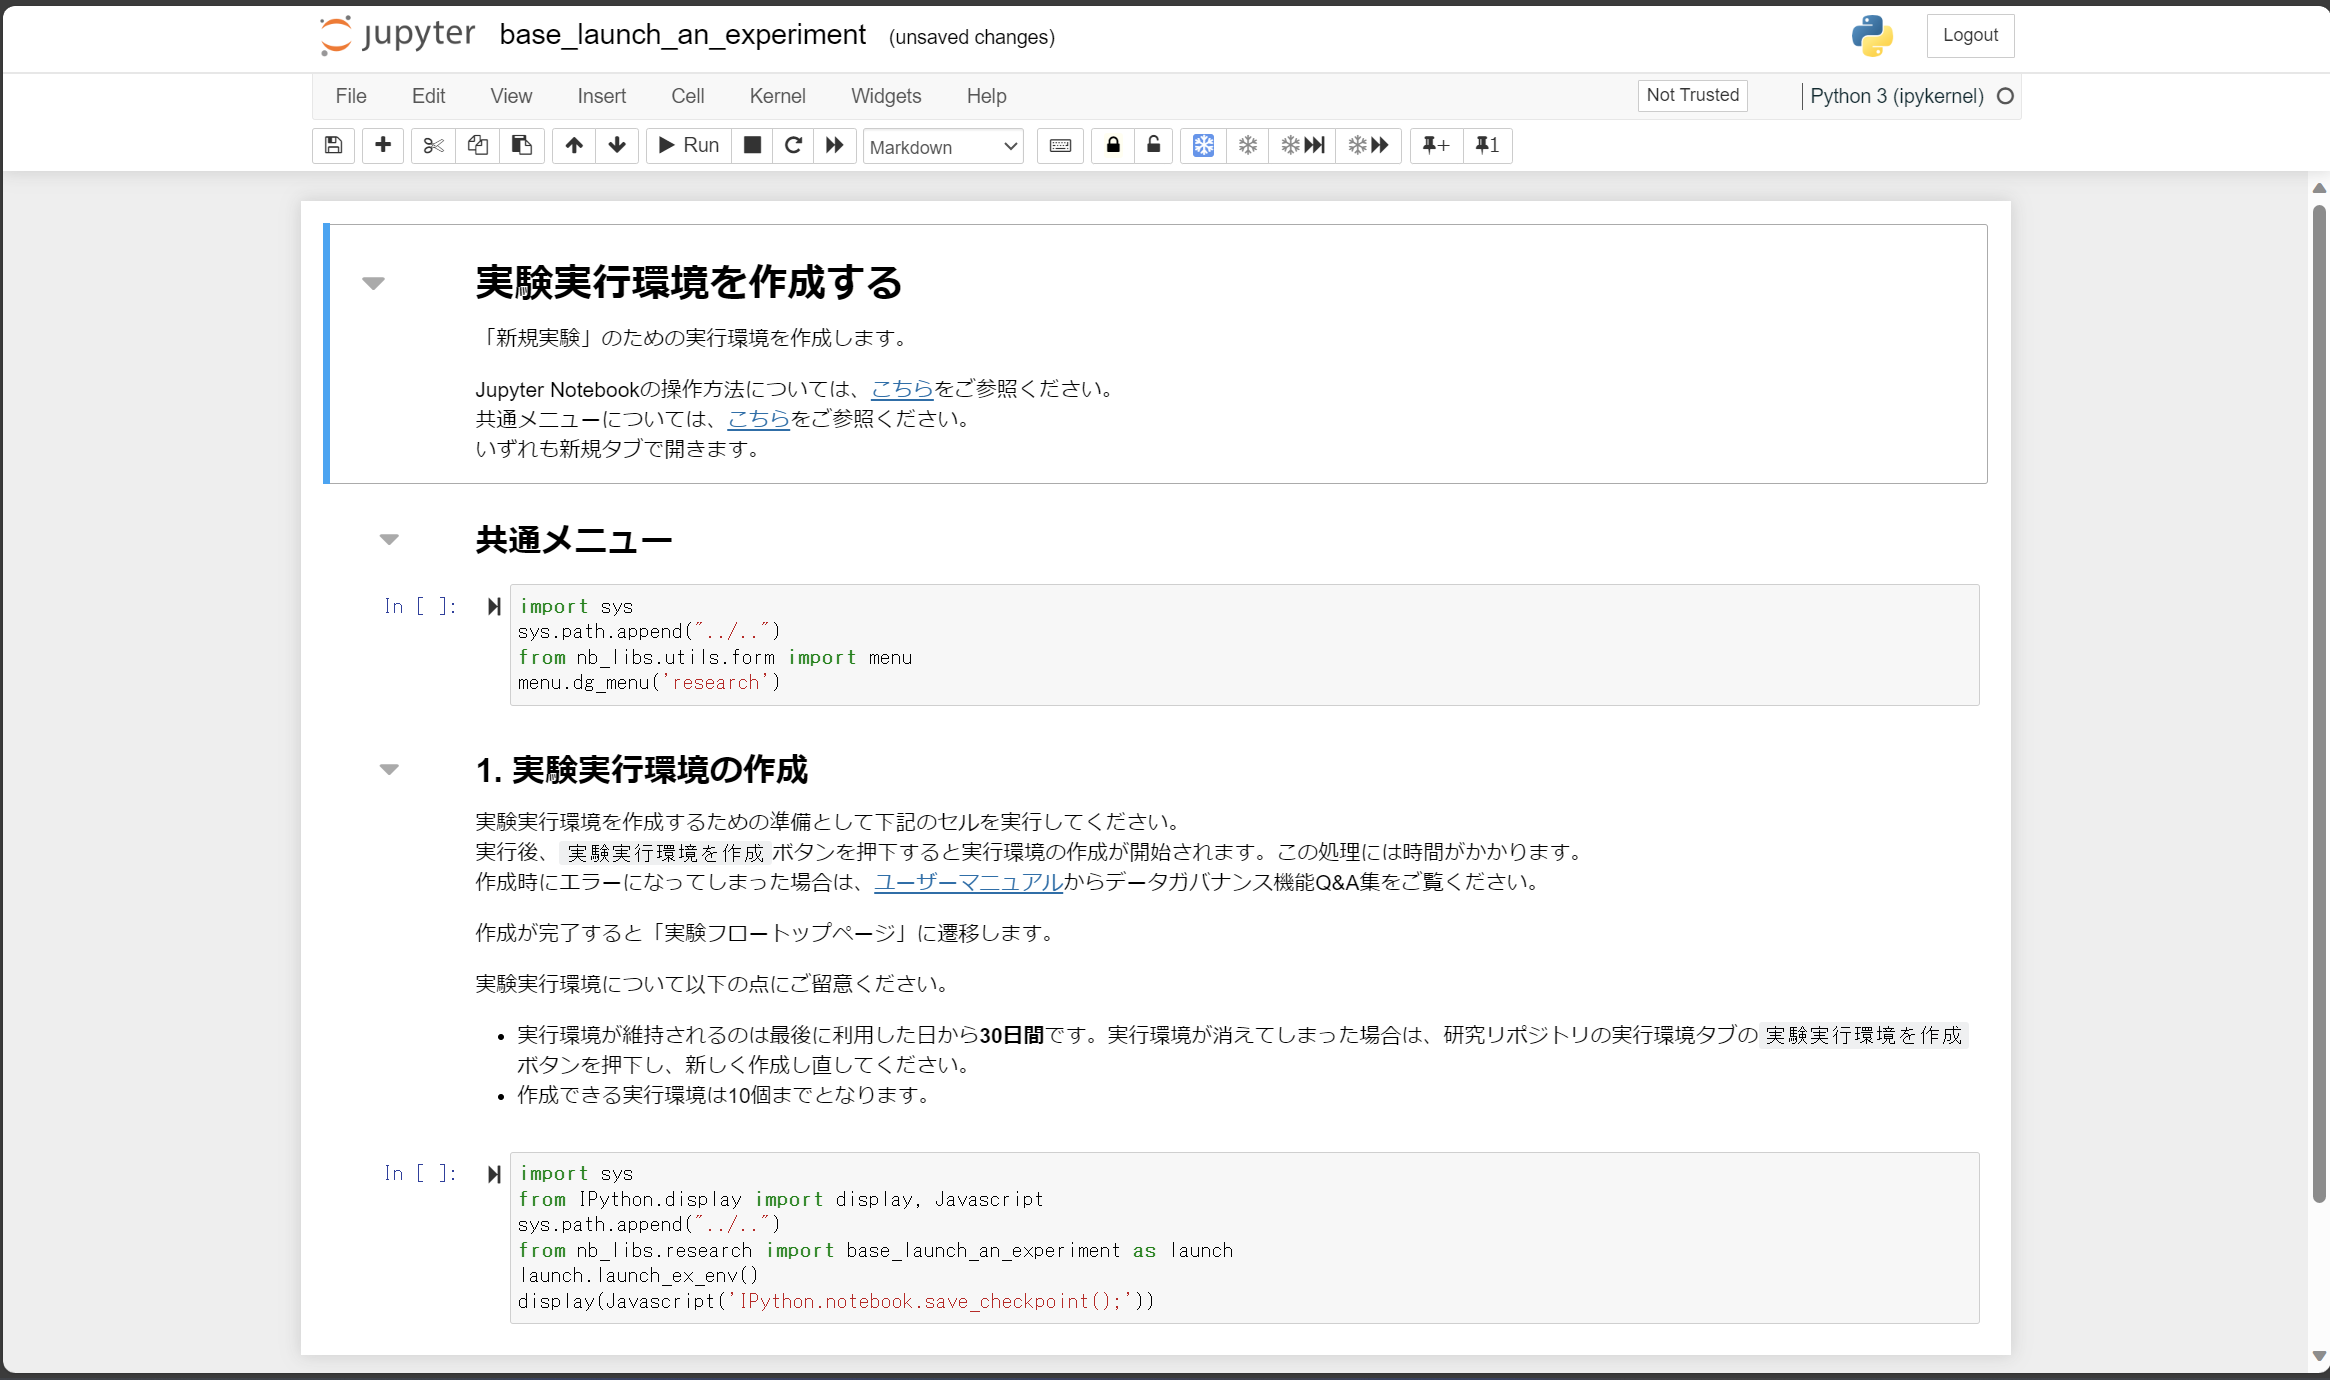 jupyter base_launch_an_experiment (unsaved changes) Logout
File Edit View Insert Cell Kernel Widgets Help Not Trusted Python 3 (ipykernel)
Run Markdown +1
実験実行環境を作成する
「新規実験」のための実行環境を作成します。
Jupyter Notebookの操作方法については、こちらをご参照ください。
共通メニューについては、こちらをご参照ください。
いずれも新規タブで開きます。
共通メニュー
In [ ]:
import sys
sys.path.append("../..")
from nb_libs.utils.form import menu
menu.dg_menu('research')
1. 実験実行環境の作成
実験実行環境を作成するための準備として下記のセルを実行してください。
実行後、 実験実行環境を作成 ボタンを押下すると実行環境の作成が開始されます。この処理には時間がかかります。
作成時にエラーになってしまった場合は、ユーザーマニュアルからデータガバナンス機能Q&A集をご覧ください。
作成が完了すると「実験フロートップページ」に遷移します。
実験実行環境について以下の点にご留意ください。
• 実行環境が維持されるのは最後に利用した日から30日間です。実行環境が消えてしまった場合は、研究リポジトリの実行環境タブの 実験実行環境を作成
ボタンを押下し、新しく作成し直してください。
• 作成できる実行環境は10個までとなります。
In [ ]:
import sys
from IPython.display import display, Javascript
sys.path.append("../..")
from nb_libs.research import base_launch_an_experiment as launch
launch.launch_ex_env()
display(Javascript('IPython.notebook.save_checkpoint();'))